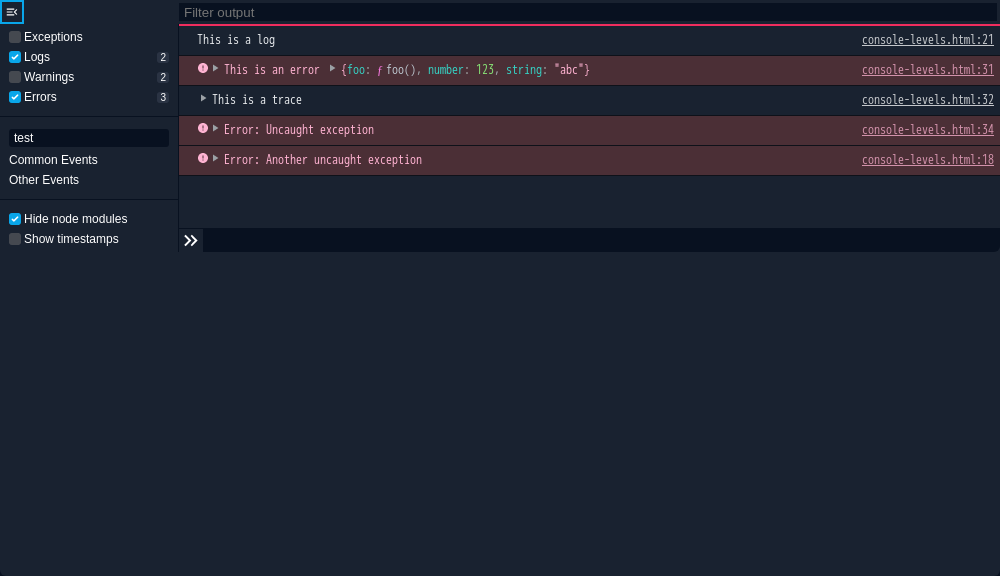 Filter output
Exceptions
Logs 2
Warnings 2
Errors 3
test
Common Events
Other Events
Hide node modules
Show timestamps
This is a log console-levels.html:21
This is an error {foo: ƒ foo(), number: 123, string: "abc"} console-levels.html:31
This is a trace console-levels.html:32
Error: Uncaught exception console-levels.html:34
Error: Another uncaught exception console-levels.html:18